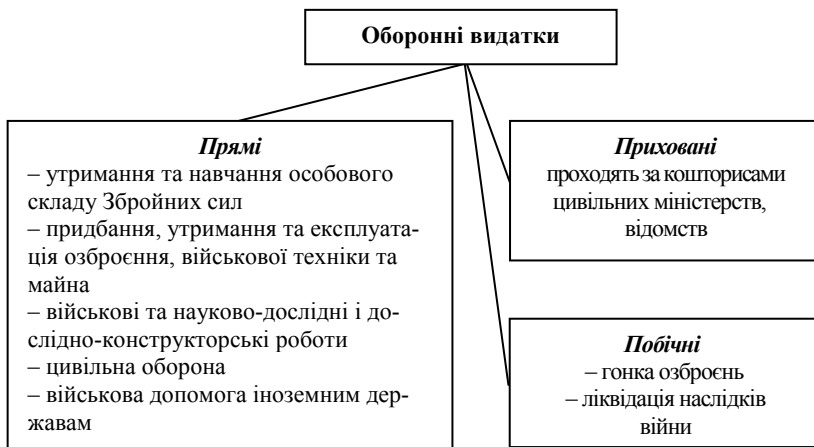 Оборонні видатки
Прямі
– утримання та навчання особового
складу Збройних сил
– придбання, утримання та експлуата-
ція озброєння, військової техніки та
майна
– військові та науково-дослідні і до-
слідно-конструкторські роботи
– цивільна оборона
– військова допомога іноземним дер-
жавам
Приховані
проходять за кошторисами
цивільних міністерств,
відомств
Побічні
– гонка озброєнь
– ліквідація наслідків
війни